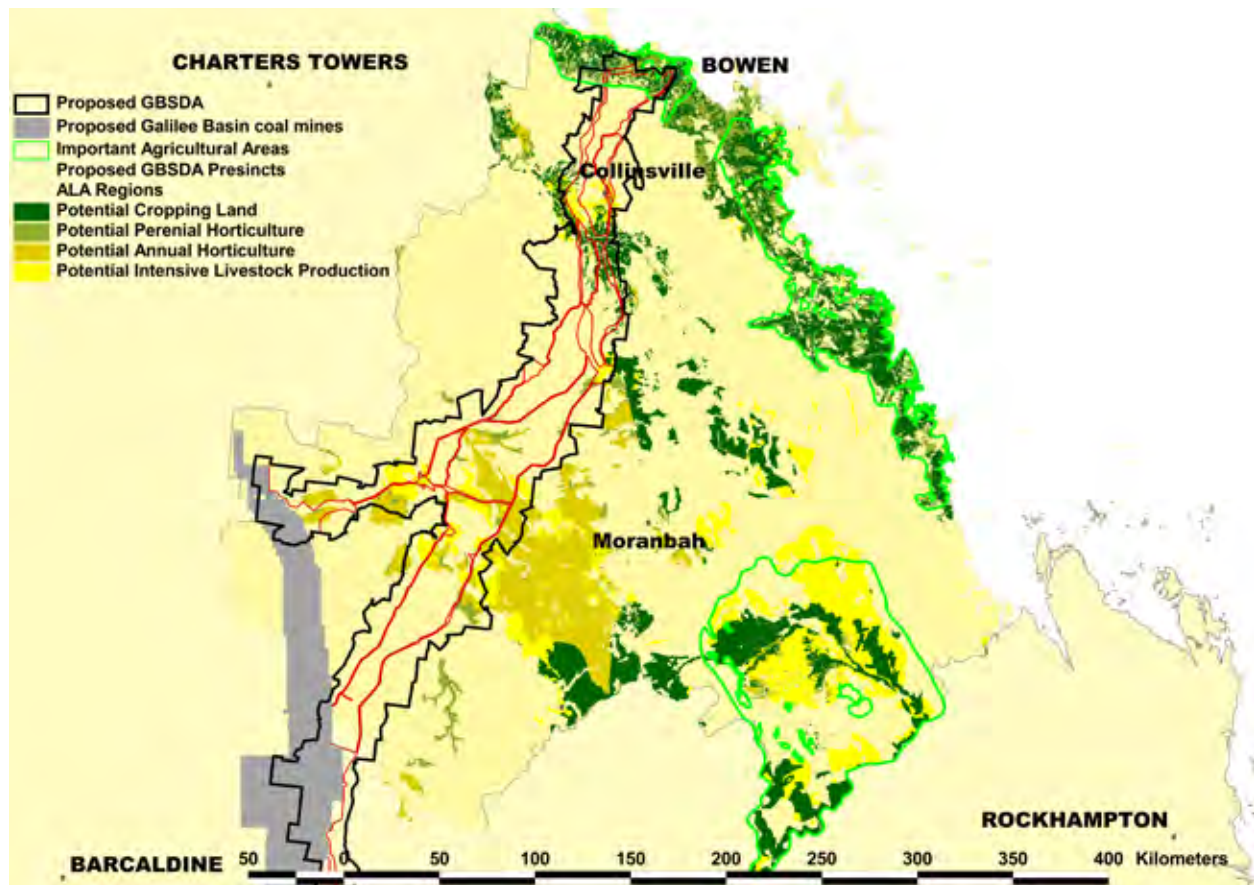 CHARTERS TOWERS
BOWEN
Proposed GBSDA
Proposed Galilee Basin coal mines
Important Agricultural Areas
Proposed GBSDA Presincts
ALA Regions
Potential Cropping Land
Potential Perenial Horticulture
Potential Annual Horticulture
Potential Intensive Livestock Production
Collinsville
Moranbah
ROCKHAMPTON
BARCALDINE
50 0 50 100 150 200 250 300 350 400 Kilometers